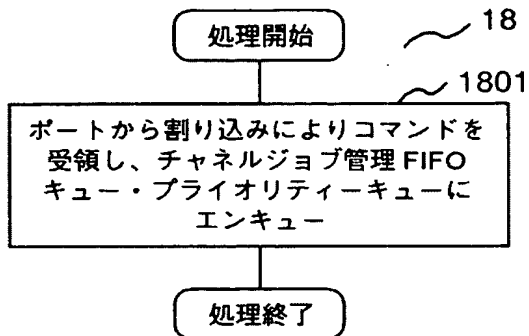 処理開始
18
1801
ポートから割り込みによりコマンドを
受領し、チャネルジョブ管理 FIFO
キュー・プライオリティーキューに
エンキュー
処理終了